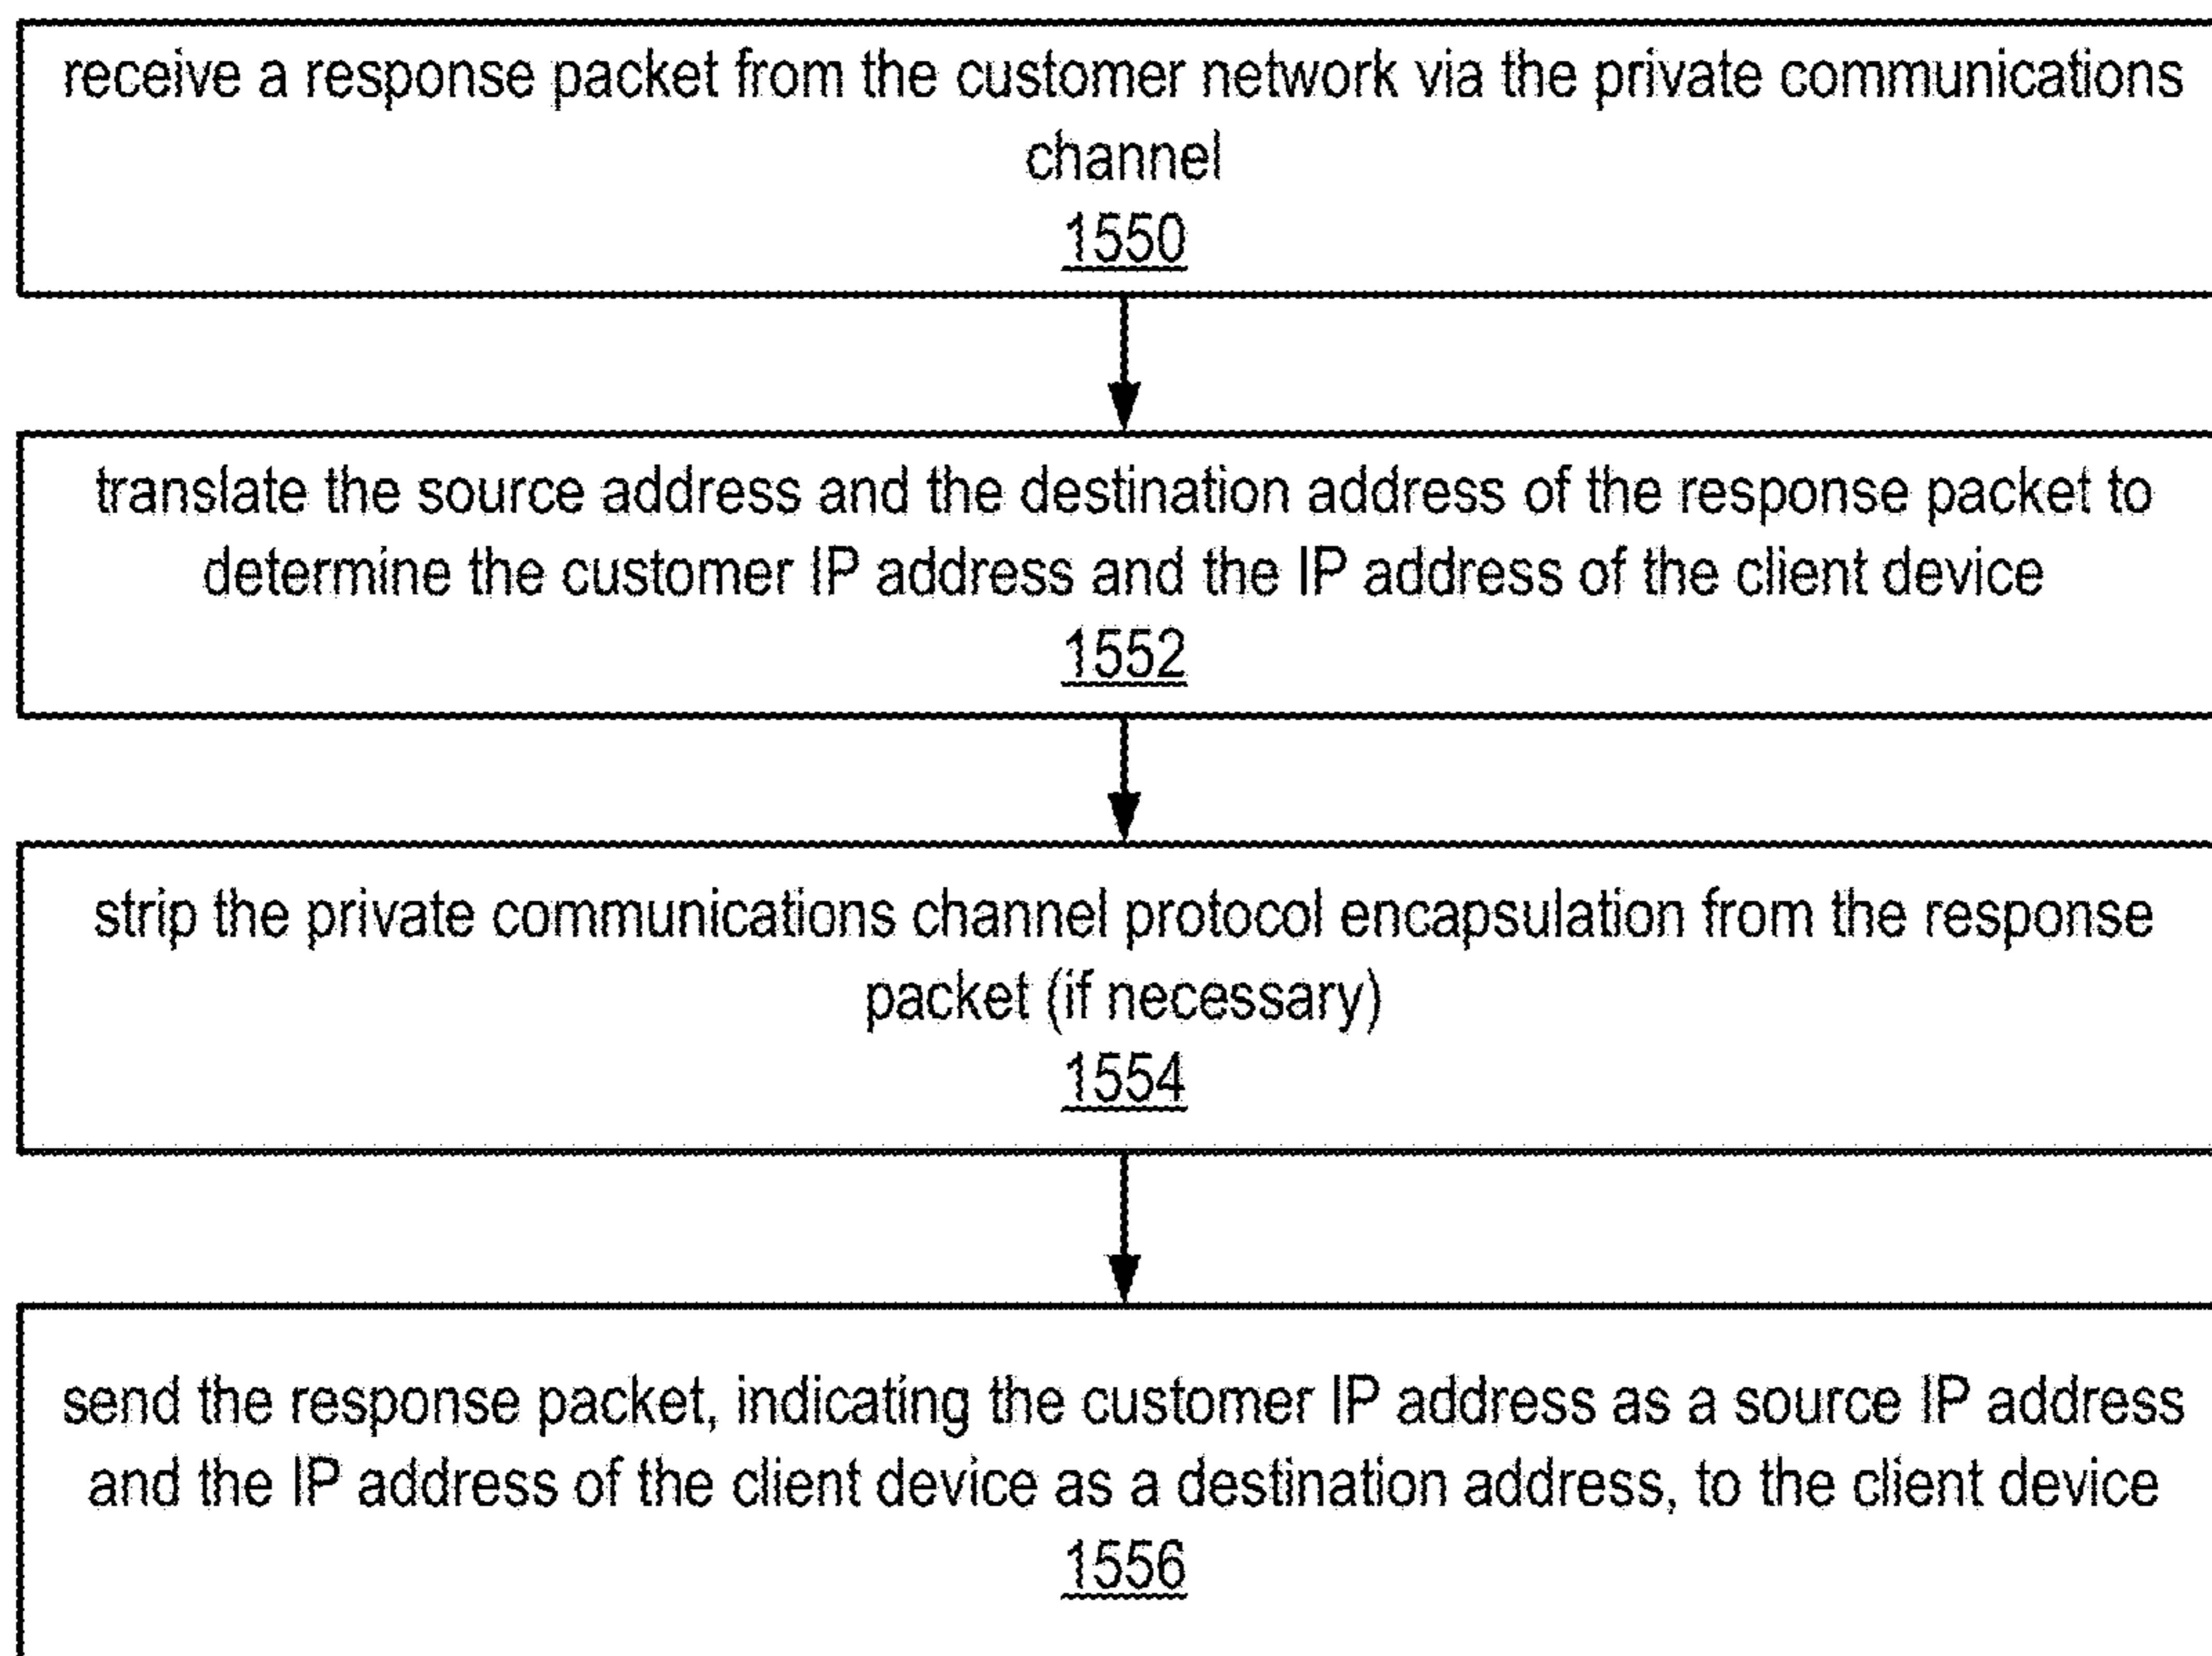 receive a response packet from the customer network via the private communications
channel
1550
translate the source address and the destination address of the response packet to
determine the customer IP address and the IP address of the client device
1552
strip the private communications channel protocol encapsulation from the response
packet (if necessary)
1554
send the response packet, indicating the customer IP address as a source IP address
and the IP address of the client device as a destination address, to the client device
1556